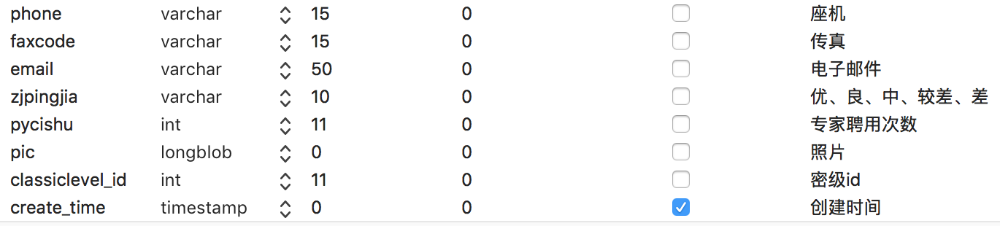 phone varchar 15 0 座机
faxcode varchar 15 0 传真
email varchar 50 0 电子邮件
zjpingjia varchar 10 0 优、良、中、较差、差
pycishu int 11 0 专家聘用次数
pic longblob 0 0 照片
classiclevel_id int 11 0 密级id
create_time timestamp 0 0 创建时间